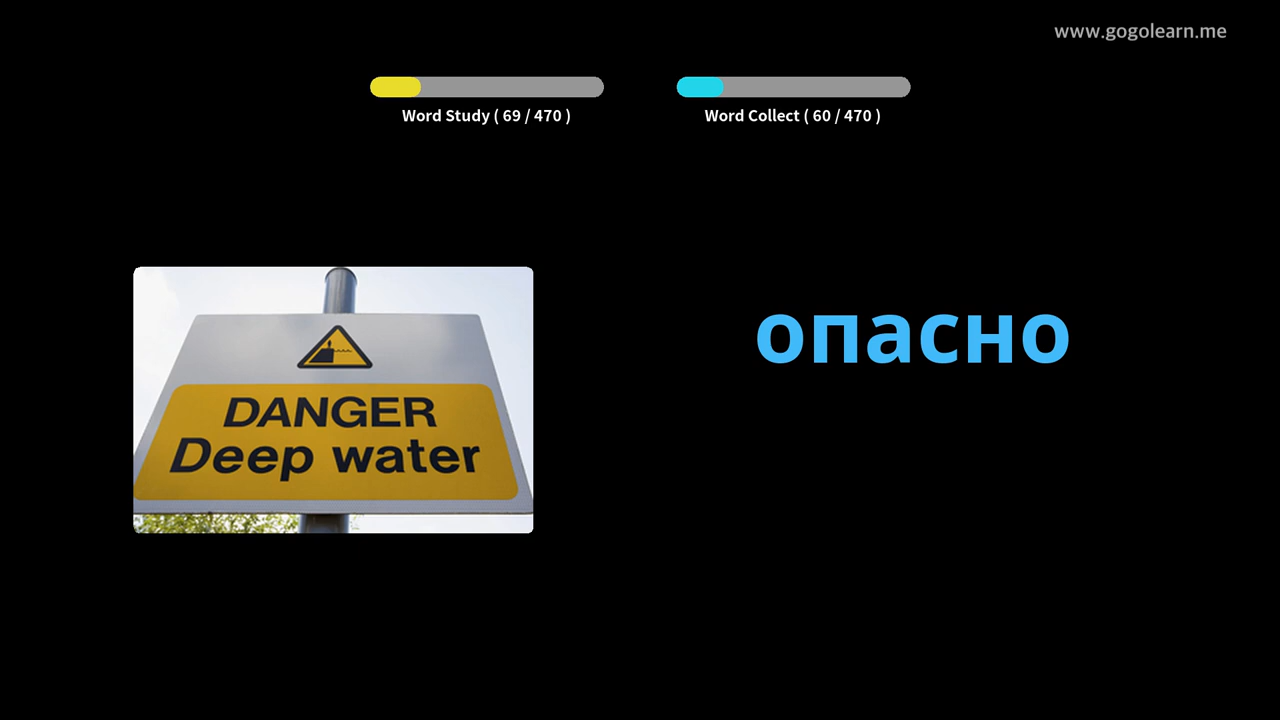 www.gogolearn.me
Word Study ( 69 / 470 )
Word Collect ( 60 / 470 )
DANGER
Deep water
опасно